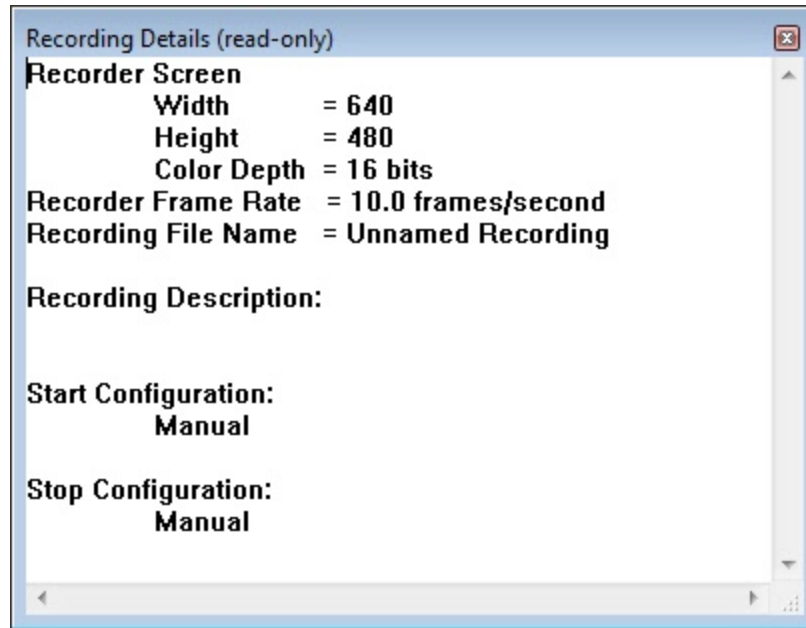 Recording Details (read-only)
Recorder Screen
Width = 640
Height = 480
Color Depth = 16 bits
Recorder Frame Rate = 10.0 frames/second
Recording File Name = Unnamed Recording
Recording Description:
Start Configuration:
Manual
Stop Configuration:
Manual